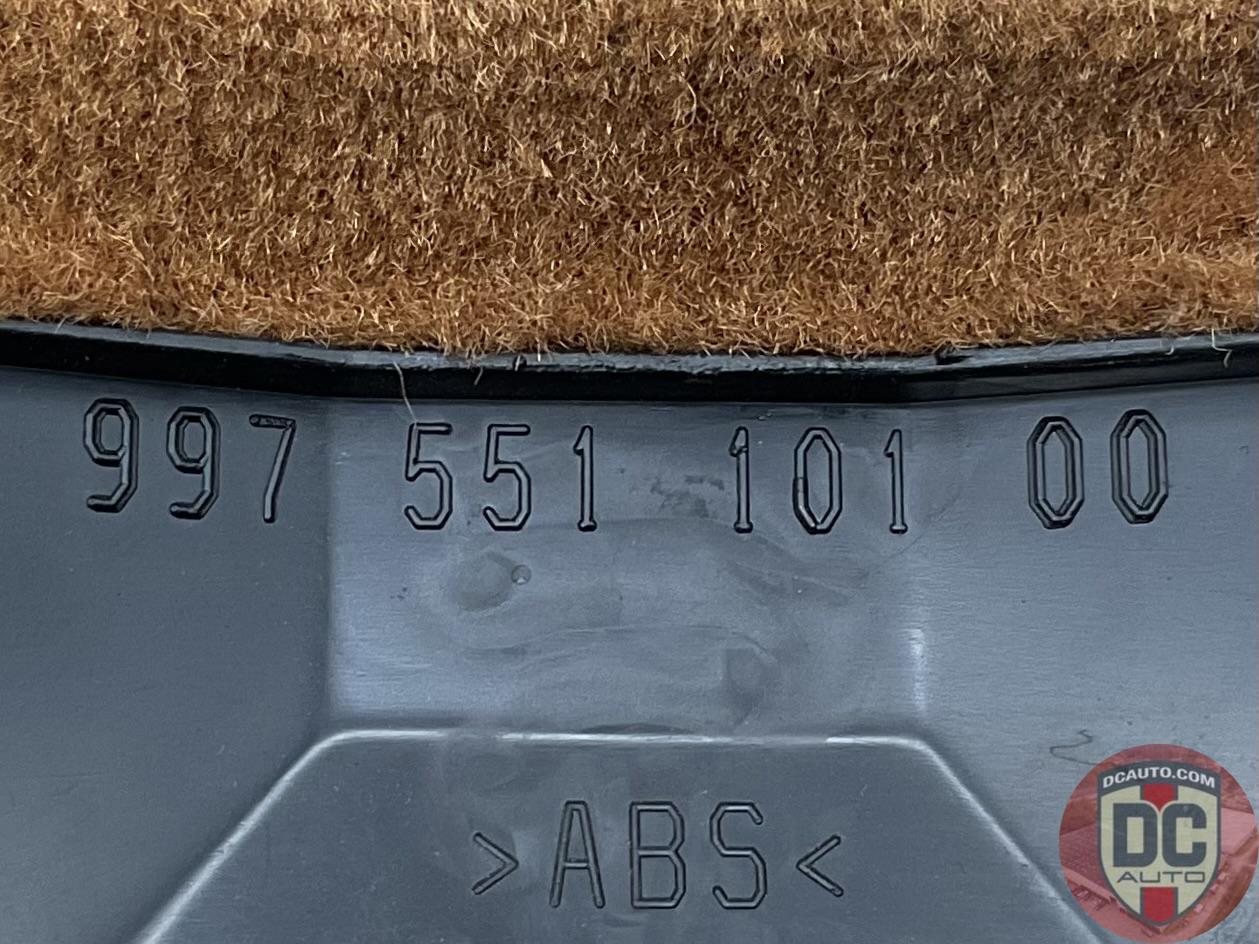 997 551 101 00
>ABS<
DCAUTO.COM
DC
AUTO